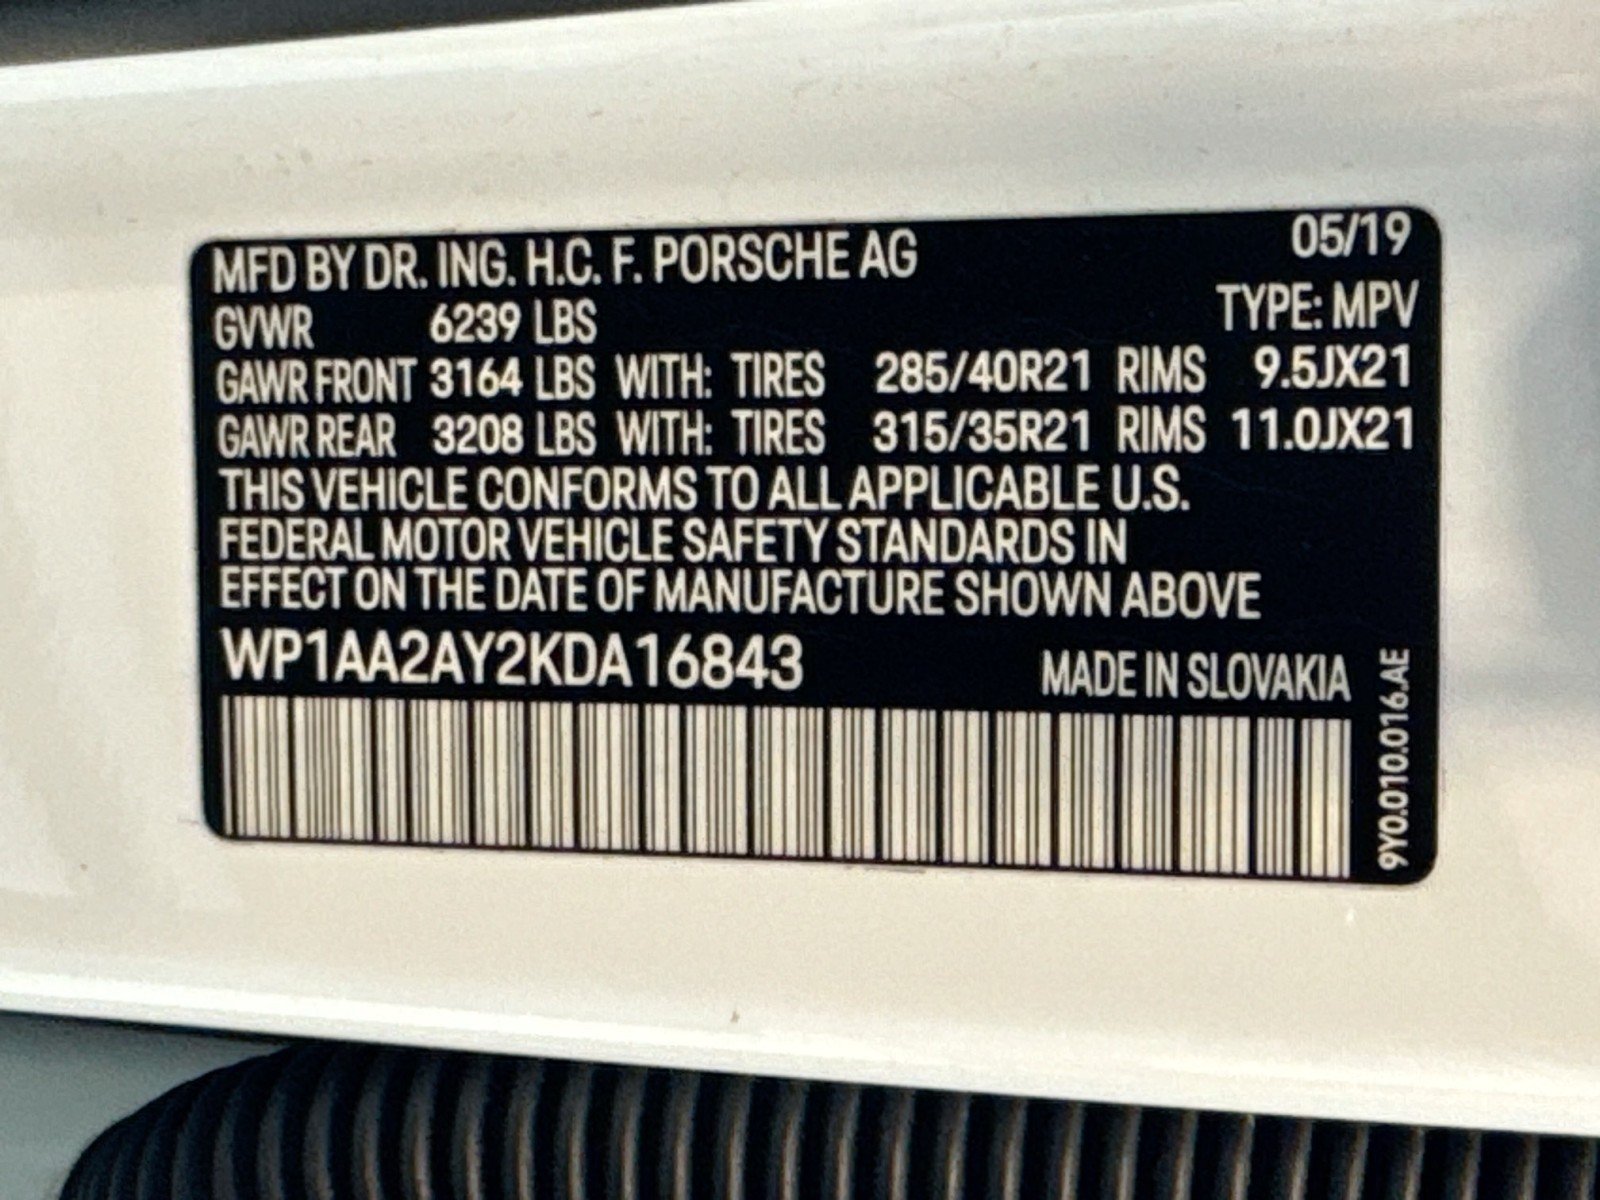 MFD BY DR. ING. H.C. F. PORSCHE AG 05/19
GVWR 6239 LBS TYPE: MPV
GAWR FRONT 3164 LBS WITH: TIRES 285/40R21 RIMS 9.5JX21
GAWR REAR 3208 LBS WITH: TIRES 315/35R21 RIMS 11.0JX21
THIS VEHICLE CONFORMS TO ALL APPLICABLE U.S.
FEDERAL MOTOR VEHICLE SAFETY STANDARDS IN
EFFECT ON THE DATE OF MANUFACTURE SHOWN ABOVE
WP1AA2AY2KDA16843 MADE IN SLOVAKIA
9Y0.010.016.AE